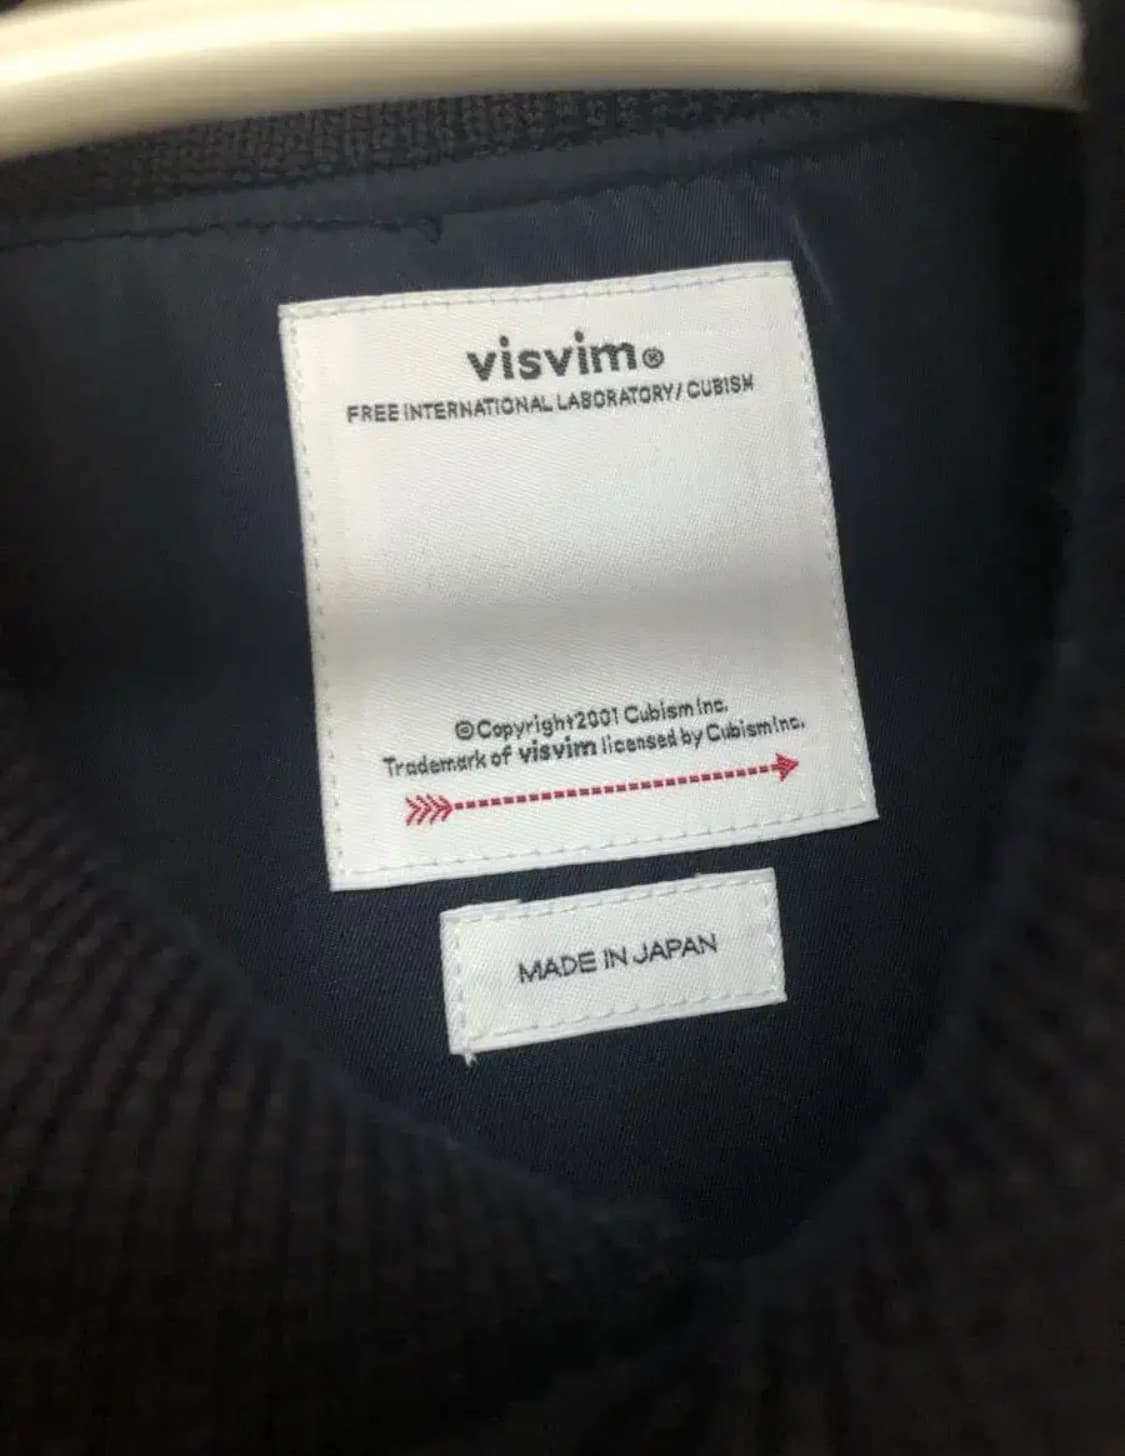 visvim®
FREE INTERNATIONAL LABORATORY/CUBISM
©Copyright2001 Cubism Inc.
Trademark of visvim licensed by Cubism Inc.
MADE IN JAPAN